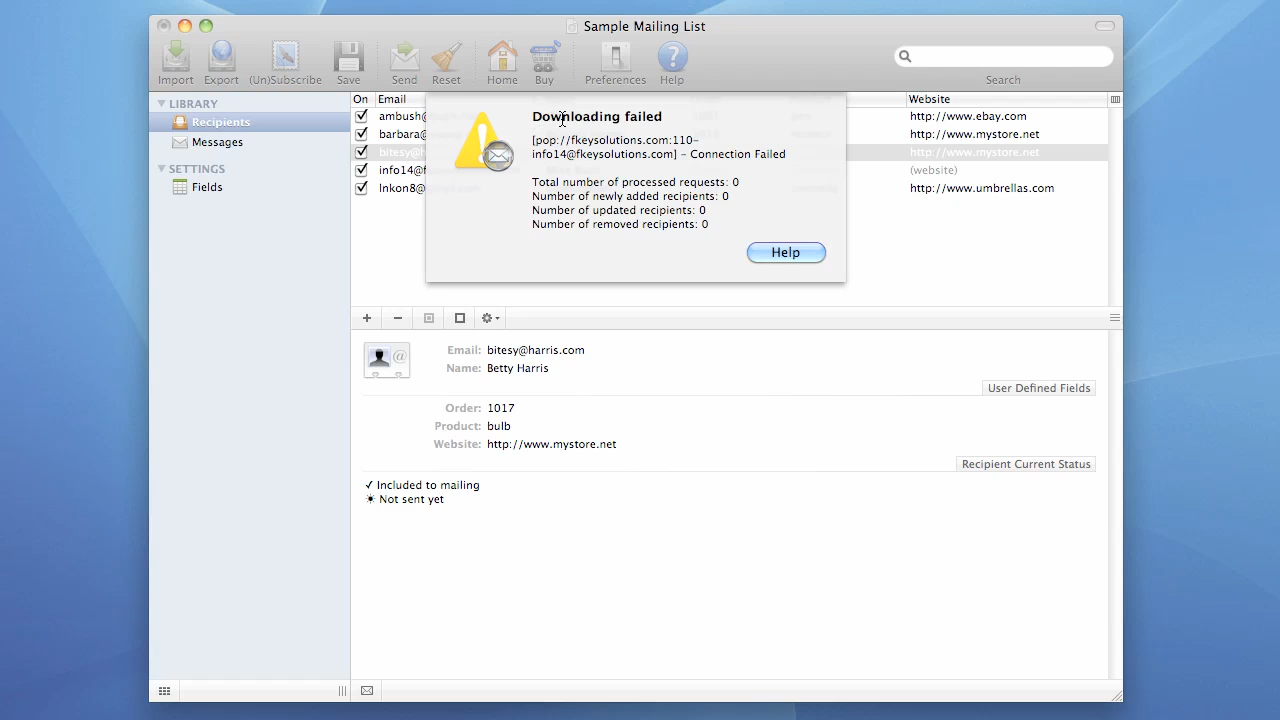 Sample Mailing List
Import Export (Un)Subscribe Save Send Reset Home Buy Preferences Help Search
LIBRARY
Recipients
Messages
SETTINGS
Fields
On Email Website
ambush@ http://www.ebay.com
barbara@ http://www.mystore.net
bitesy@h http://www.mystore.net
info14@f (website)
Inkon8@ http://www.umbrellas.com
Downloading failed
[pop://fkeysolutions.com:110-
info14@fkeysolutions.com] – Connection Failed
Total number of processed requests: 0
Number of newly added recipients: 0
Number of updated recipients: 0
Number of removed recipients: 0
Help
Email: bitesy@harris.com
Name: Betty Harris
User Defined Fields
Order: 1017
Product: bulb
Website: http://www.mystore.net
Recipient Current Status
✓ Included to mailing
☀ Not sent yet